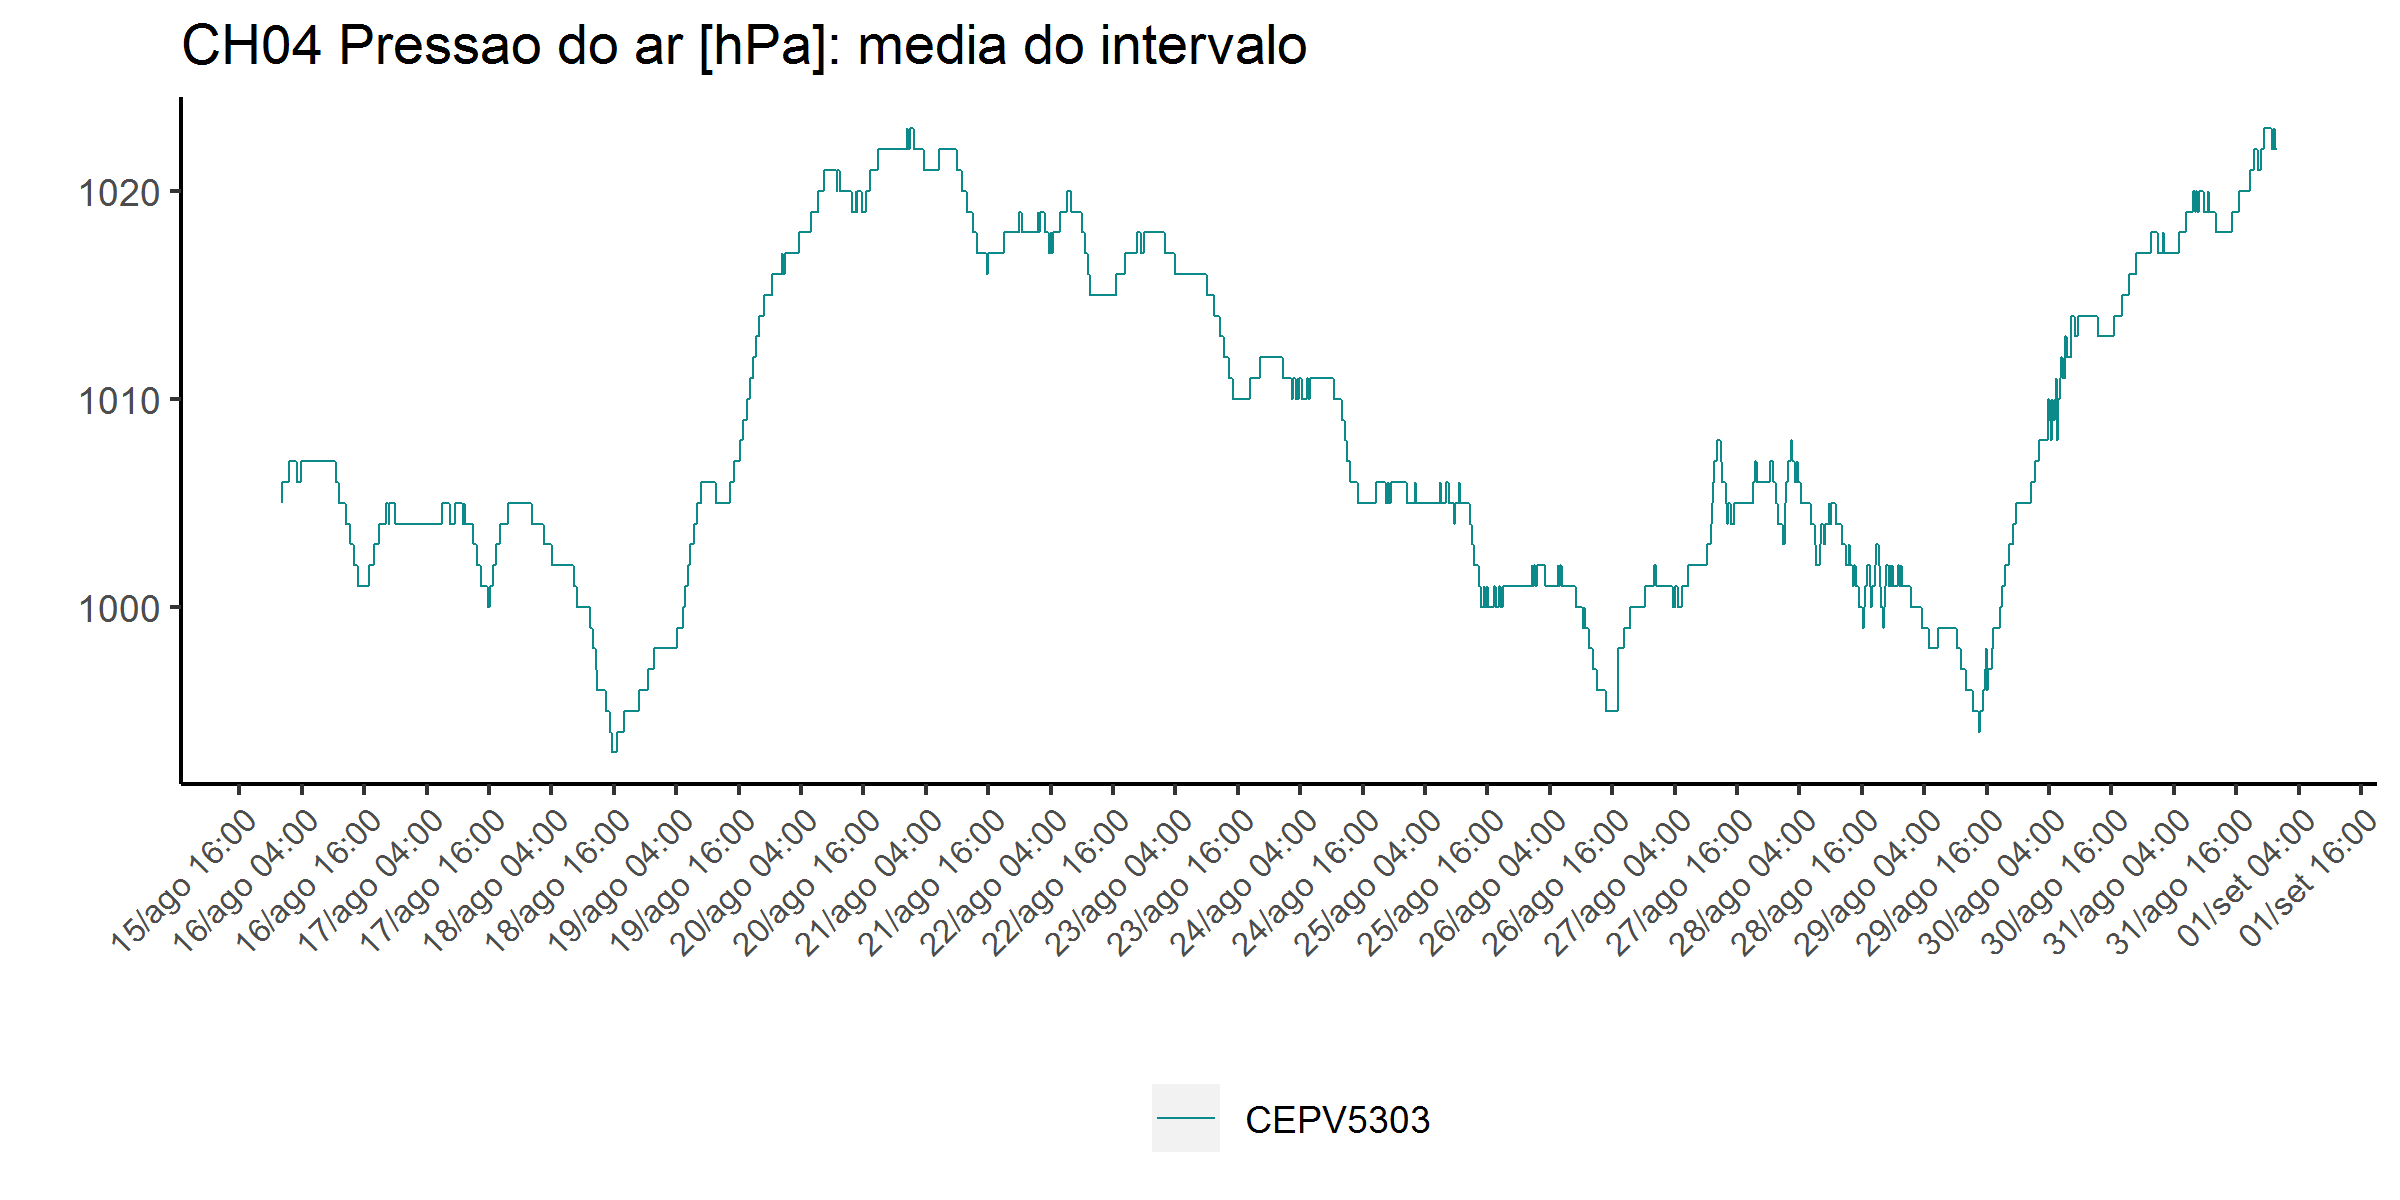 CH04 Pressao do ar [hPa]: media do intervalo
1020
1010
1000
15/ago 16:00
16/ago 04:00
16/ago 16:00
17/ago 04:00
17/ago 16:00
18/ago 04:00
18/ago 16:00
19/ago 04:00
19/ago 16:00
20/ago 04:00
20/ago 16:00
21/ago 04:00
21/ago 16:00
22/ago 04:00
22/ago 16:00
23/ago 04:00
23/ago 16:00
24/ago 04:00
24/ago 16:00
25/ago 04:00
25/ago 16:00
26/ago 04:00
26/ago 16:00
27/ago 04:00
27/ago 16:00
28/ago 04:00
28/ago 16:00
29/ago 04:00
29/ago 16:00
30/ago 04:00
30/ago 16:00
31/ago 04:00
31/ago 16:00
01/set 04:00
01/set 16:00
CEPV5303